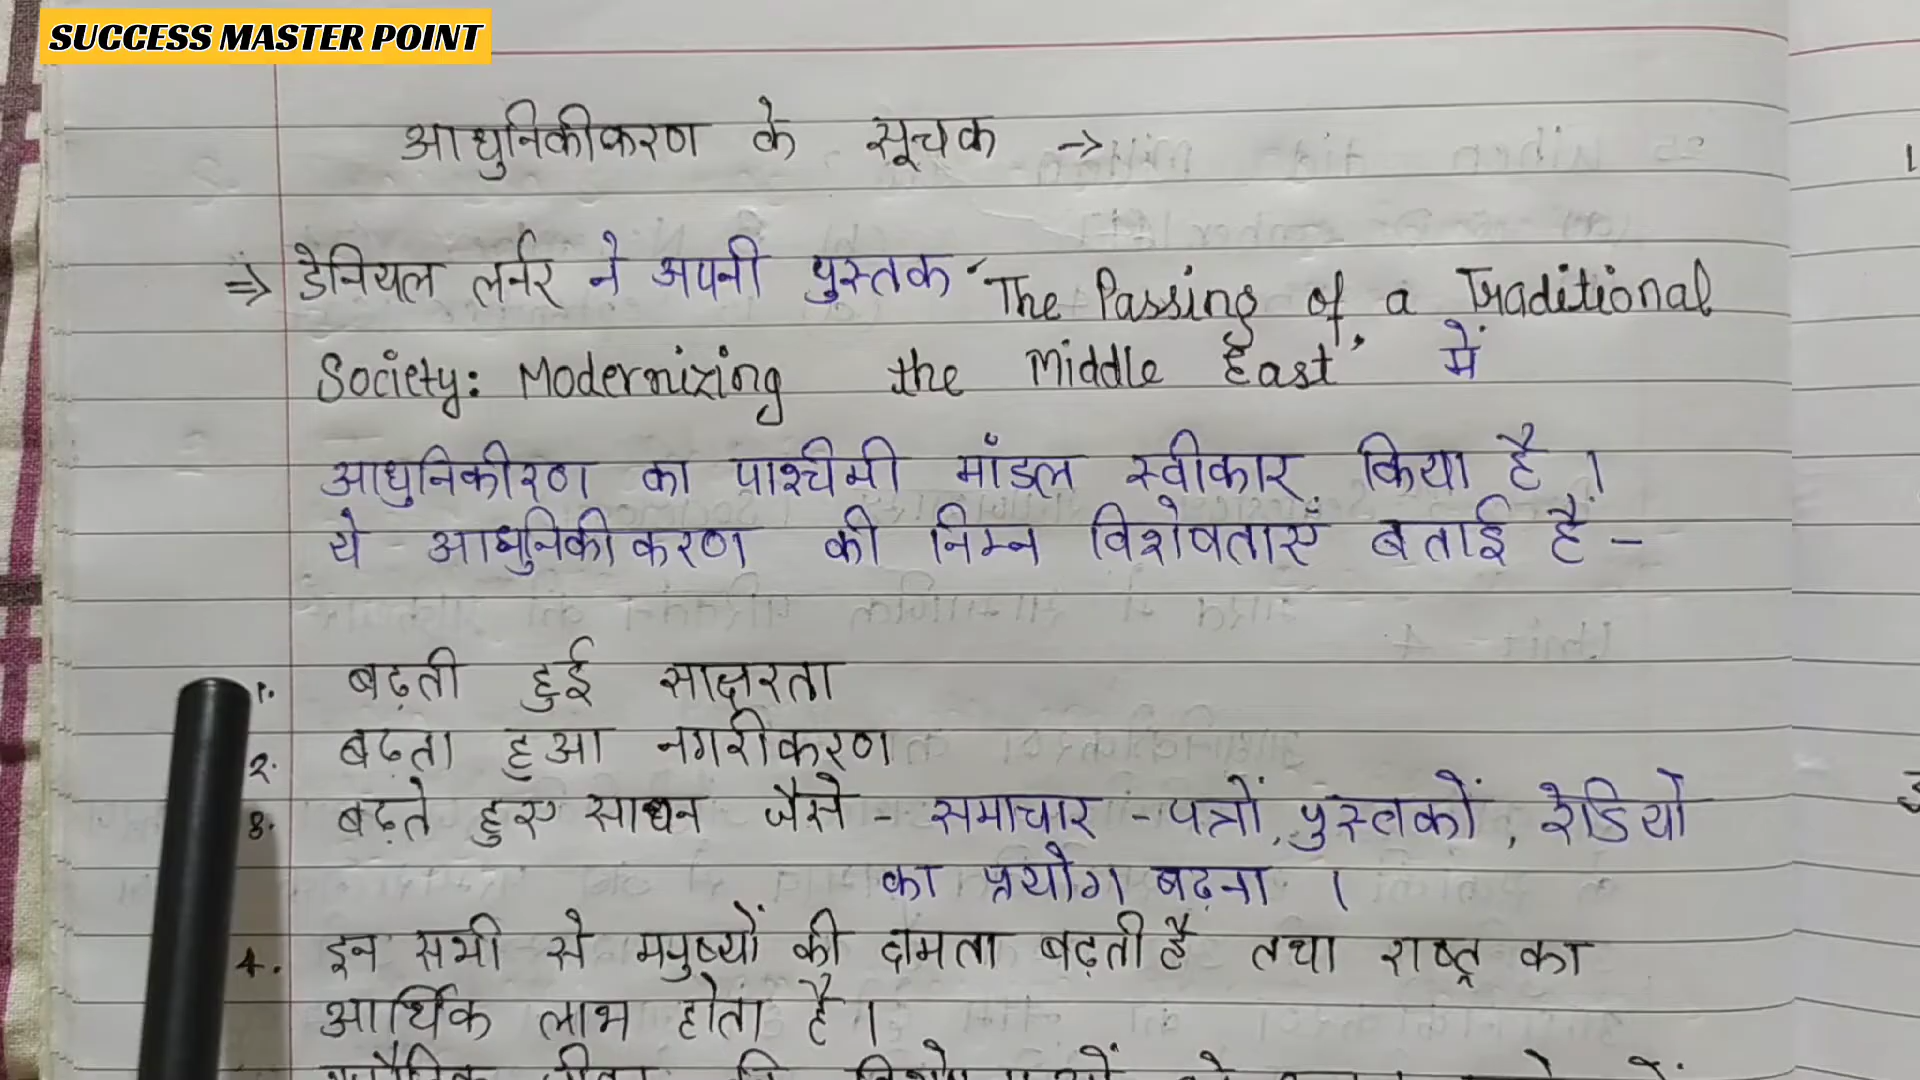 SUCCESS MASTER POINT
आधुनिकीकरण के सूचक ->
=> डेनियल लर्नर ने अपनी पुस्तक "The Passing of a Traditional
Society: Modernizing the Middle East" में
आधुनिकीरण का पाश्चीमी मांडल स्वीकार किया है ।
ये आधुनिकीकरण की निम्न विशेषताएँ बताई है -
1. बढ़ती हुई साक्षरता
2. बढ़ता हुआ नगरीकरण
3. बढ़ते हुए साधन जैसे - समाचार - पत्रों, पुस्तकों, रेडियो
का प्रयोग बढ़ना ।
4. इन सभी से मनुष्यों की क्षमता बढ़ती है तथा राष्ट्र का
आर्थिक लाभ होता है ।